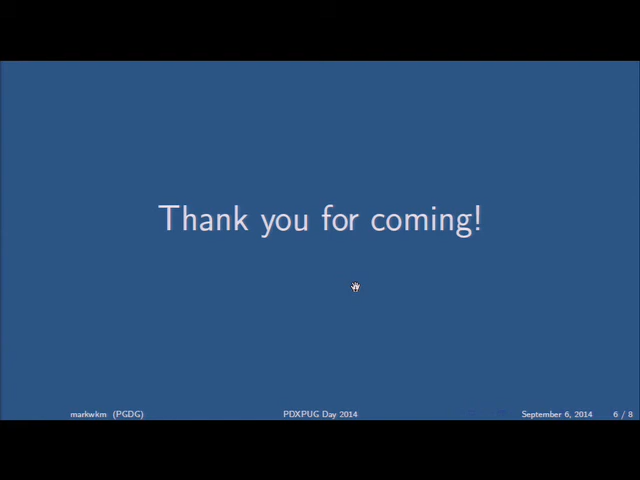 Thank you for coming!
markwkm (PGDG) PDXPUG Day 2014 September 6, 2014 6 / 8